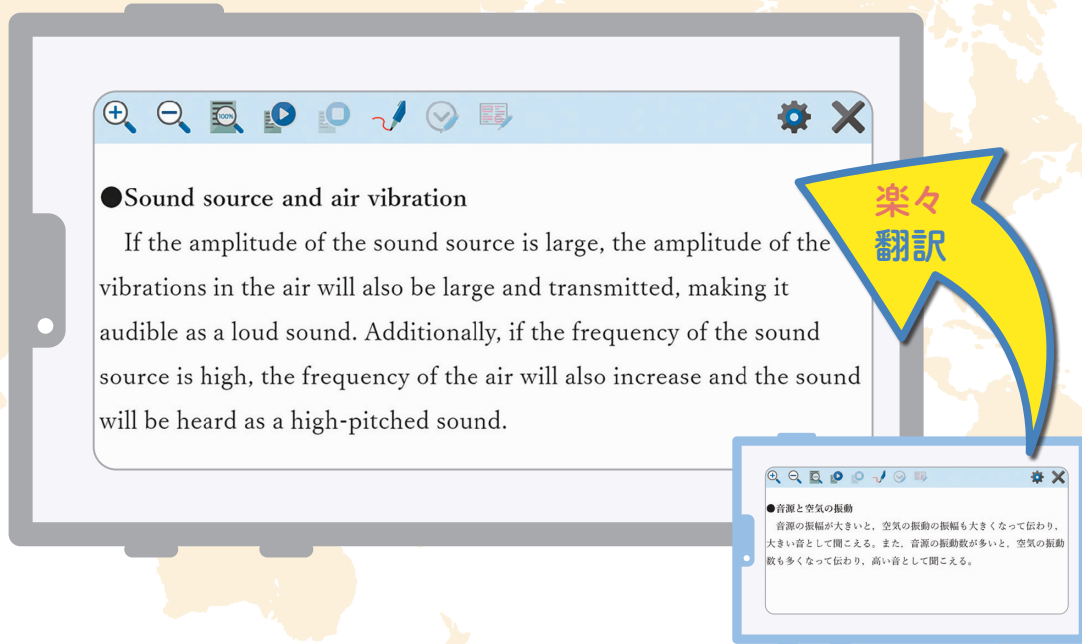 100%
●Sound source and air vibration
If the amplitude of the sound source is large, the amplitude of the
vibrations in the air will also be large and transmitted, making it
audible as a loud sound. Additionally, if the frequency of the sound
source is high, the frequency of the air will also increase and the sound
will be heard as a high-pitched sound.
楽々
翻訳
●音源と空気の振動
音源の振幅が大きいと，空気の振動の振幅も大きくなって伝わり，
大きい音として聞こえる。また，音源の振動数が多いと，空気の振動
数も多くなって伝わり，高い音として聞こえる。